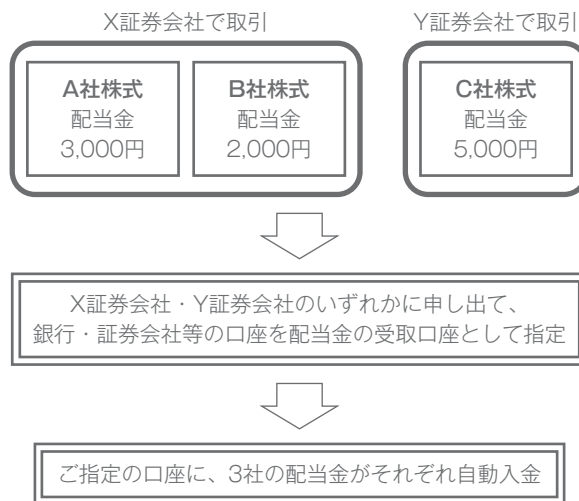 X証券会社で取引
Y証券会社で取引
A社株式
配当金
3,000円
B社株式
配当金
2,000円
C社株式
配当金
5,000円
X証券会社・Y証券会社のいずれかに申し出て、
銀行・証券会社等の口座を配当金の受取口座として指定
ご指定の口座に、3社の配当金がそれぞれ自動入金